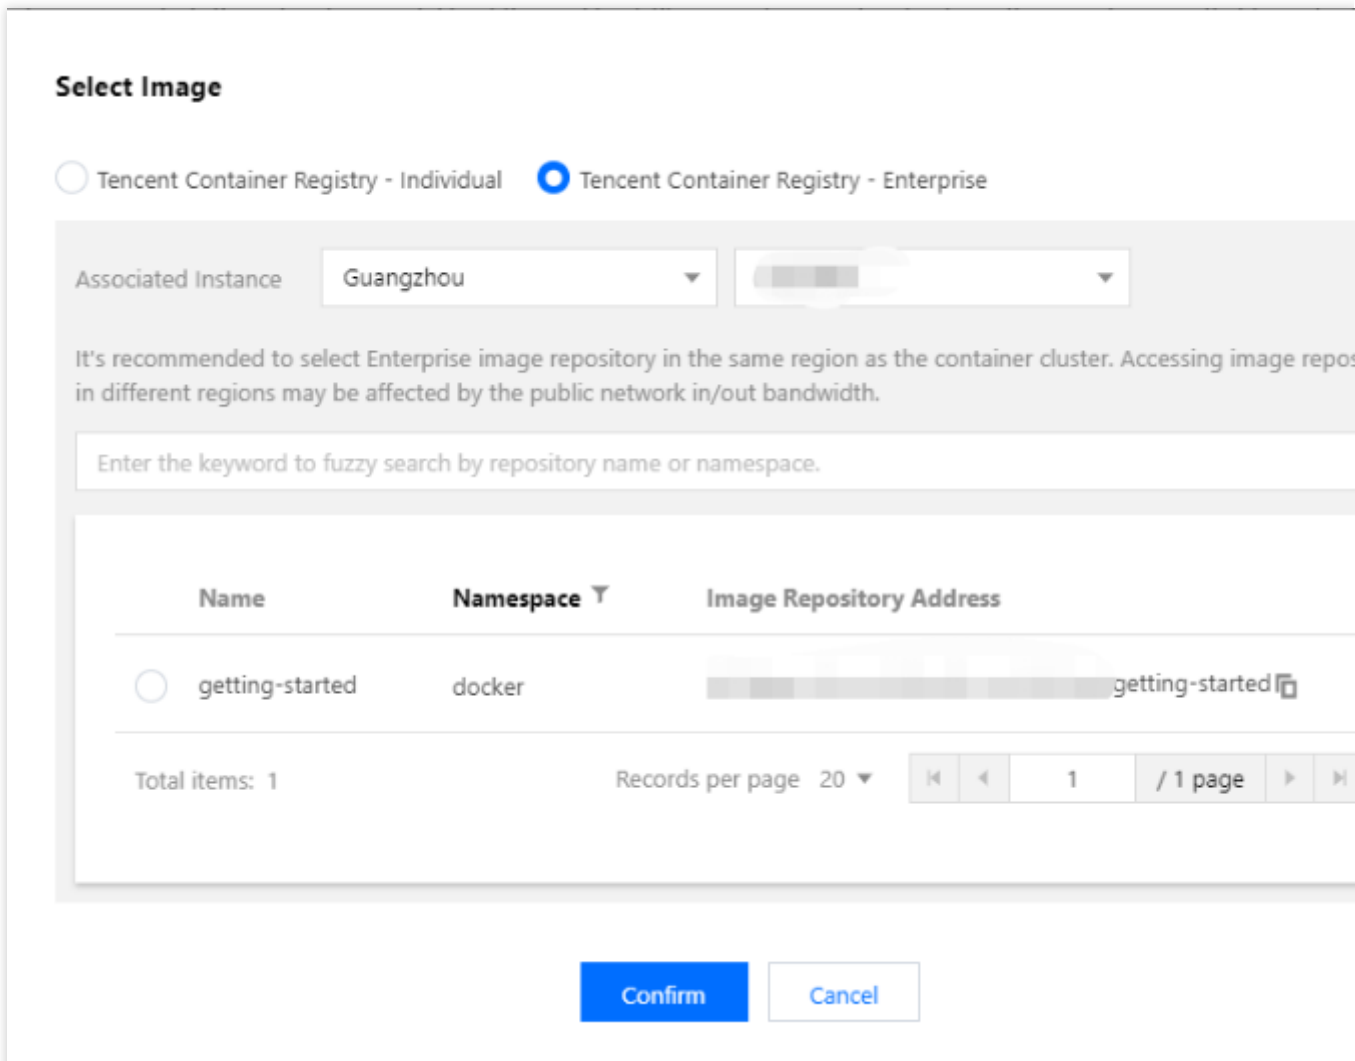 Select Image
Tencent Container Registry - Individual Tencent Container Registry - Enterprise
Associated Instance Guangzhou
It's recommended to select Enterprise image repository in the same region as the container cluster. Accessing image repos
in different regions may be affected by the public network in/out bandwidth.
Enter the keyword to fuzzy search by repository name or namespace.
Name Namespace Image Repository Address
getting-started docker getting-started
Total items: 1 Records per page 20 1 / 1 page
Confirm Cancel